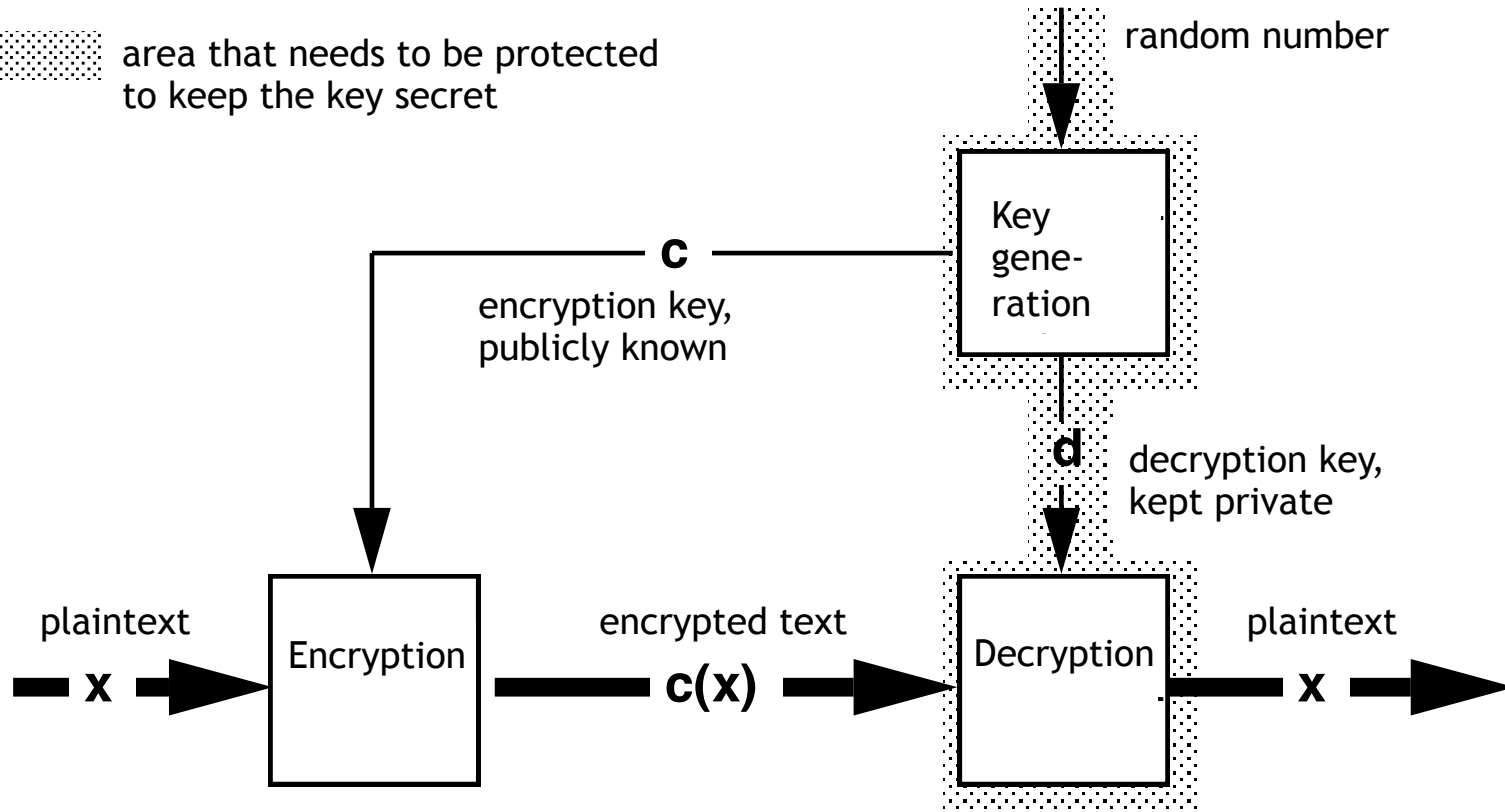 area that needs to be protected
to keep the key secret
random number
Key
gene-
ration
c
encryption key,
publicly known
d
decryption key,
kept private
plaintext
x
Encryption
encrypted text
c(x)
Decryption
plaintext
x